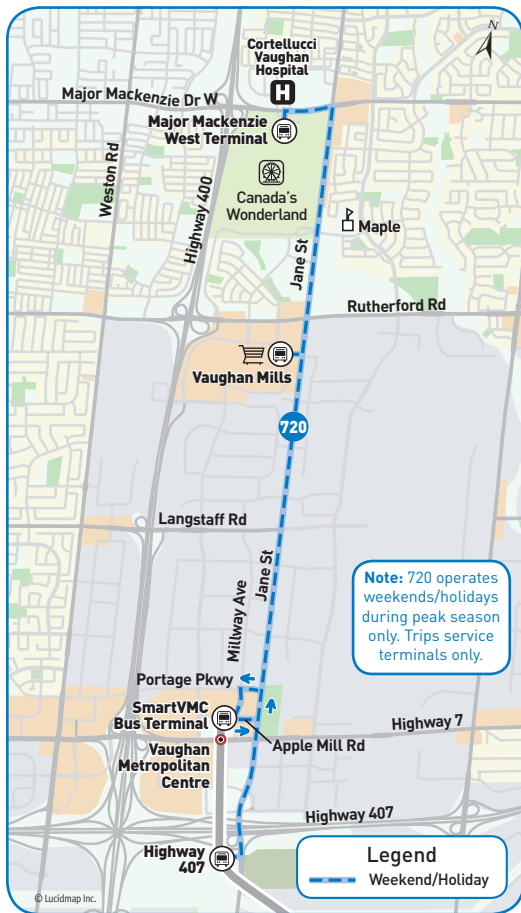 N
Cortellucci
Vaughan
Hospital
H
Major Mackenzie Dr W
Major Mackenzie
West Terminal
Weston Rd
Highway 400
Canada's
Wonderland
Jane St
Maple
Rutherford Rd
Vaughan Mills
720
Langstaff Rd
Jane St
Millway Ave
Note: 720 operates
weekends/holidays
during peak season
only. Trips service
terminals only.
Portage Pkwy
SmartVMC
Bus Terminal
Highway 7
Apple Mill Rd
Vaughan
Metropolitan
Centre
Highway 407
Highway
407
Legend
Weekend/Holiday
© Lucidmap Inc.